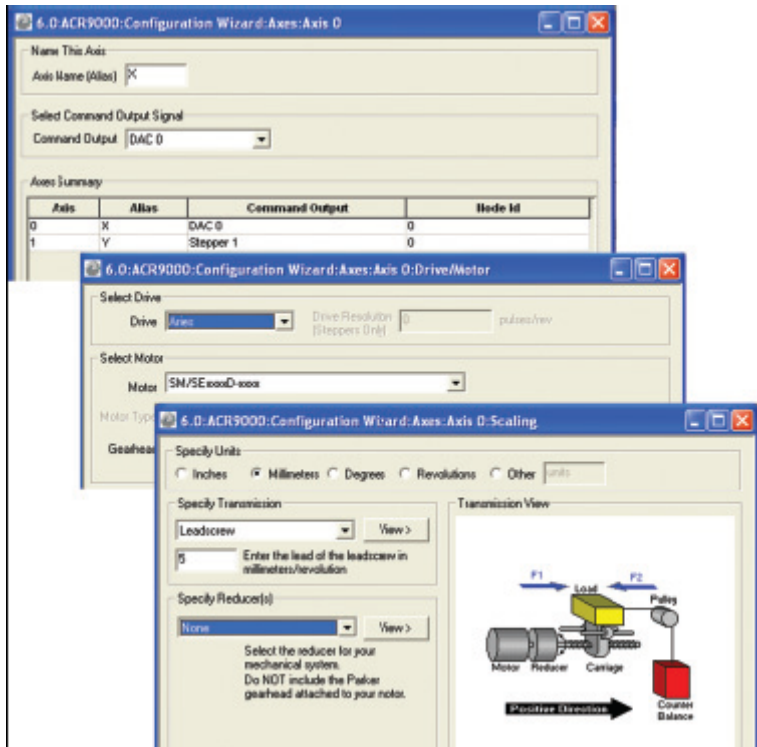 6.0:ACR9000:Configuration Wizard:Axes:Axis 0
Name This Axis
Axis Name (Alias) X
Select Command Output Signal
Command Output DAC 0
Axes Summary
Axis Alias Command Output Node Id
0 X DAC 0 0
1 Y Stepper 1 0
6.0:ACR9000:Configuration Wizard:Axes:Axis 0:Drive/Motor
Select Drive
Drive Aries Drive Resolution 0 pulses/rev
(Steppers Only)
Select Motor
Motor SM/SExxxD-xxxx
Motor Type
Gearhead
6.0:ACR9000:Configuration Wizard:Axes:Axis 0:Scaling
Specify Units
Inches Millimeters Degrees Revolutions Other units
Specify Transmission
Leadscrew View >
5 Enter the lead of the leadscrew in
millimeters/revolution
Specify Reducer(s)
None View >
Select the reducer for your
mechanical system.
Do NOT include the Parker
gearhead attached to your motor.
Transmission View
F1 F2
Load
Pulley
Motor Reducer Carriage
Positive Direction
Counter
Balance